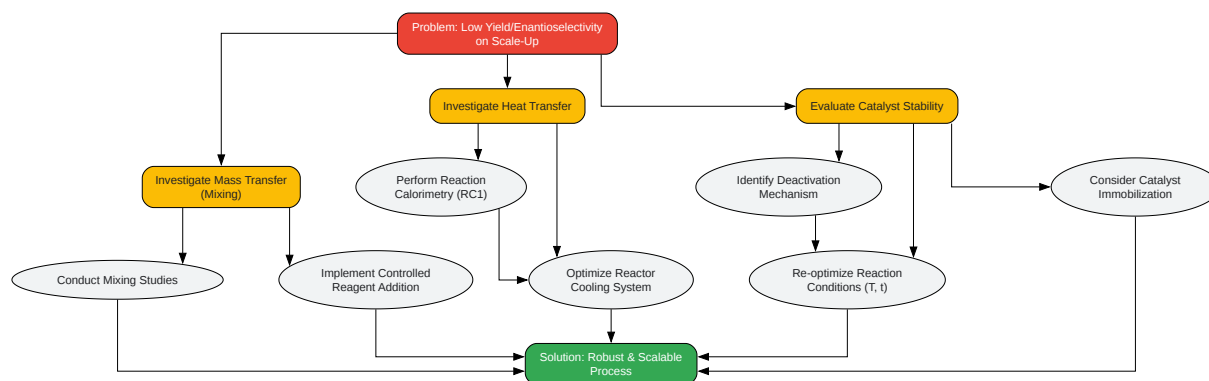 Problem: Low Yield/Enantioselectivity
on Scale-Up
Investigate Heat Transfer
Evaluate Catalyst Stability
Investigate Mass Transfer
(Mixing)
Perform Reaction
Calorimetry (RC1)
Identify Deactivation
Mechanism
Consider Catalyst
Immobilization
Conduct Mixing Studies
Implement Controlled
Reagent Addition
Optimize Reactor
Cooling System
Re-optimize Reaction
Conditions (T, t)
Solution: Robust & Scalable
Process